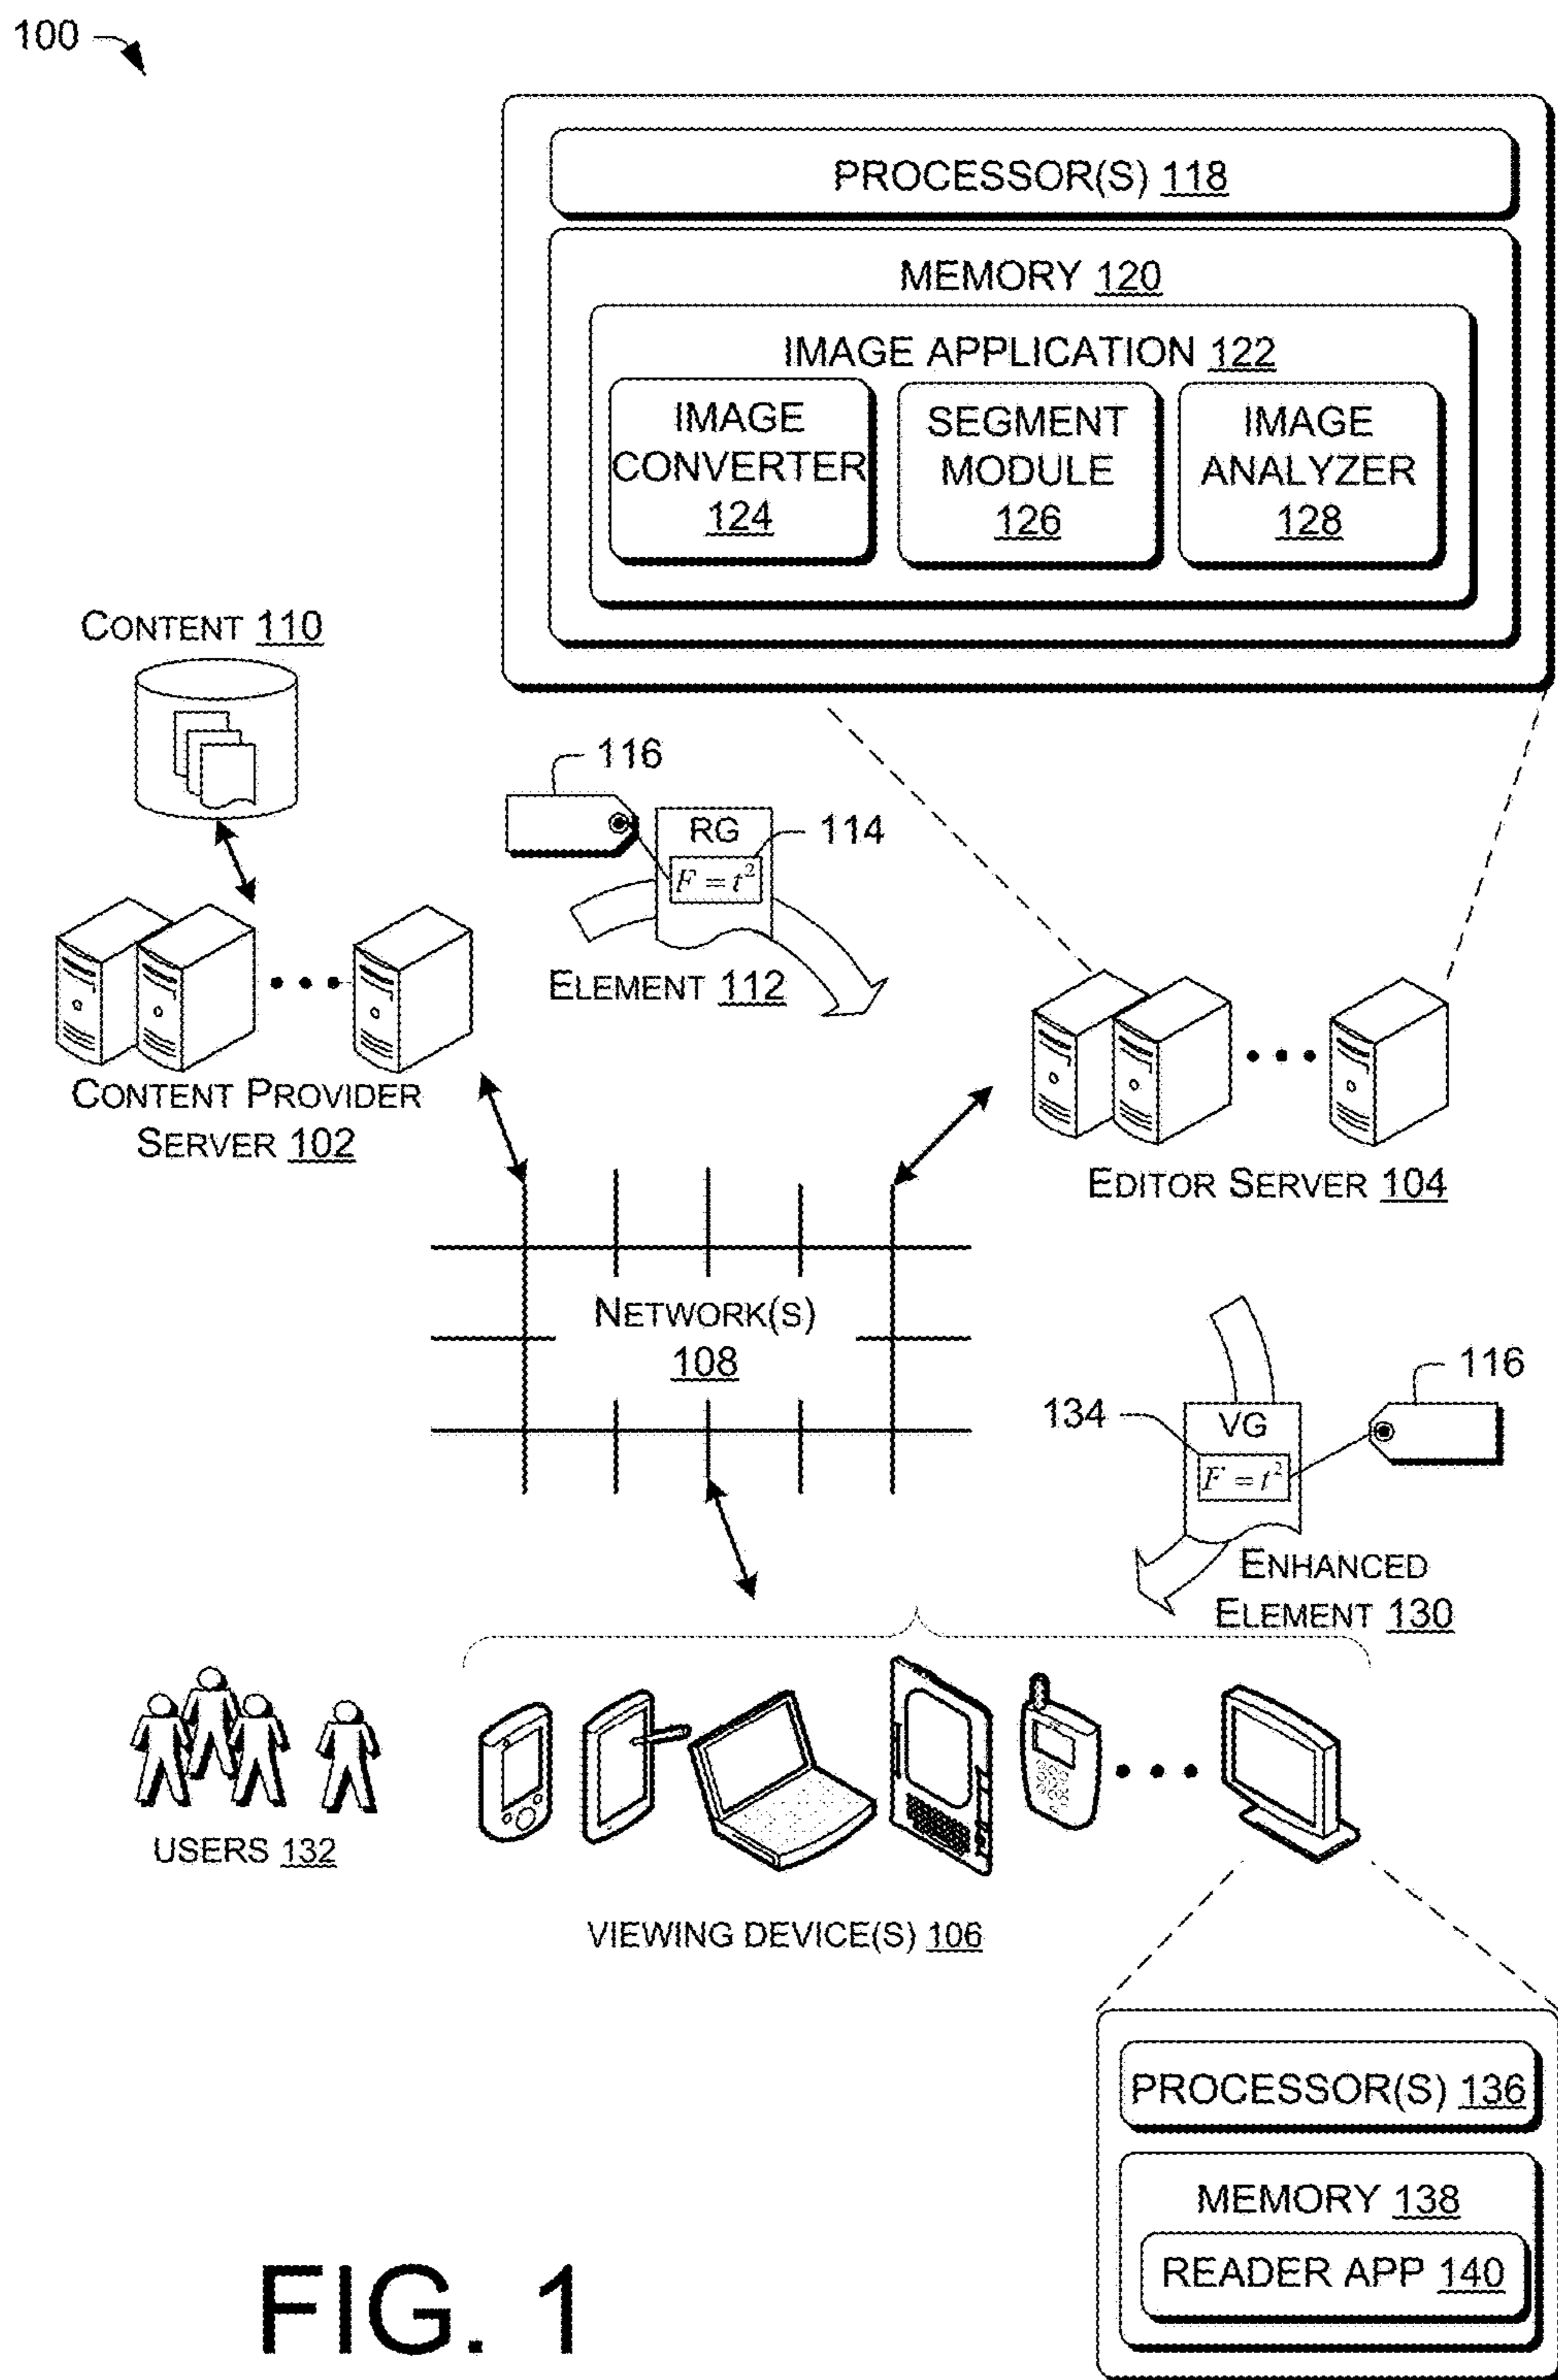 100
PROCESSOR(S) 118
MEMORY 120
IMAGE APPLICATION 122
IMAGE
CONVERTER
124
SEGMENT
MODULE
126
IMAGE
ANALYZER
128
CONTENT 110
116
RG
114
F = t²
ELEMENT 112
CONTENT PROVIDER
SERVER 102
EDITOR SERVER 104
NETWORK(S)
108
116
134
VG
F = t²
ENHANCED
ELEMENT 130
USERS 132
VIEWING DEVICE(S) 106
PROCESSOR(S) 136
MEMORY 138
READER APP 140
FIG. 1